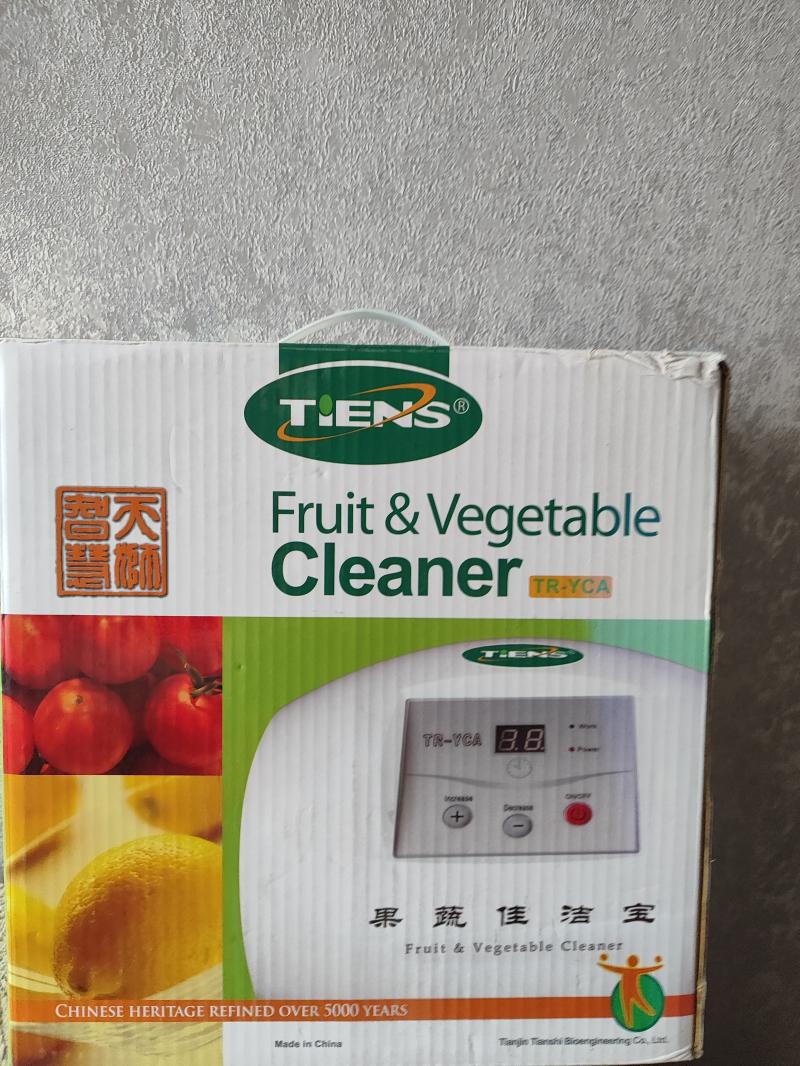 TIENS®
天狮
智慧
Fruit & Vegetable
Cleaner TR-YCA
TIENS
TR-YCA
Work
Power
Increase
Decrease
ON/OFF
果蔬佳洁宝
Fruit & Vegetable Cleaner
CHINESE HERITAGE REFINED OVER 5000 YEARS
Made in China
Tianjin Tianshi Bioengineering Co., Ltd.